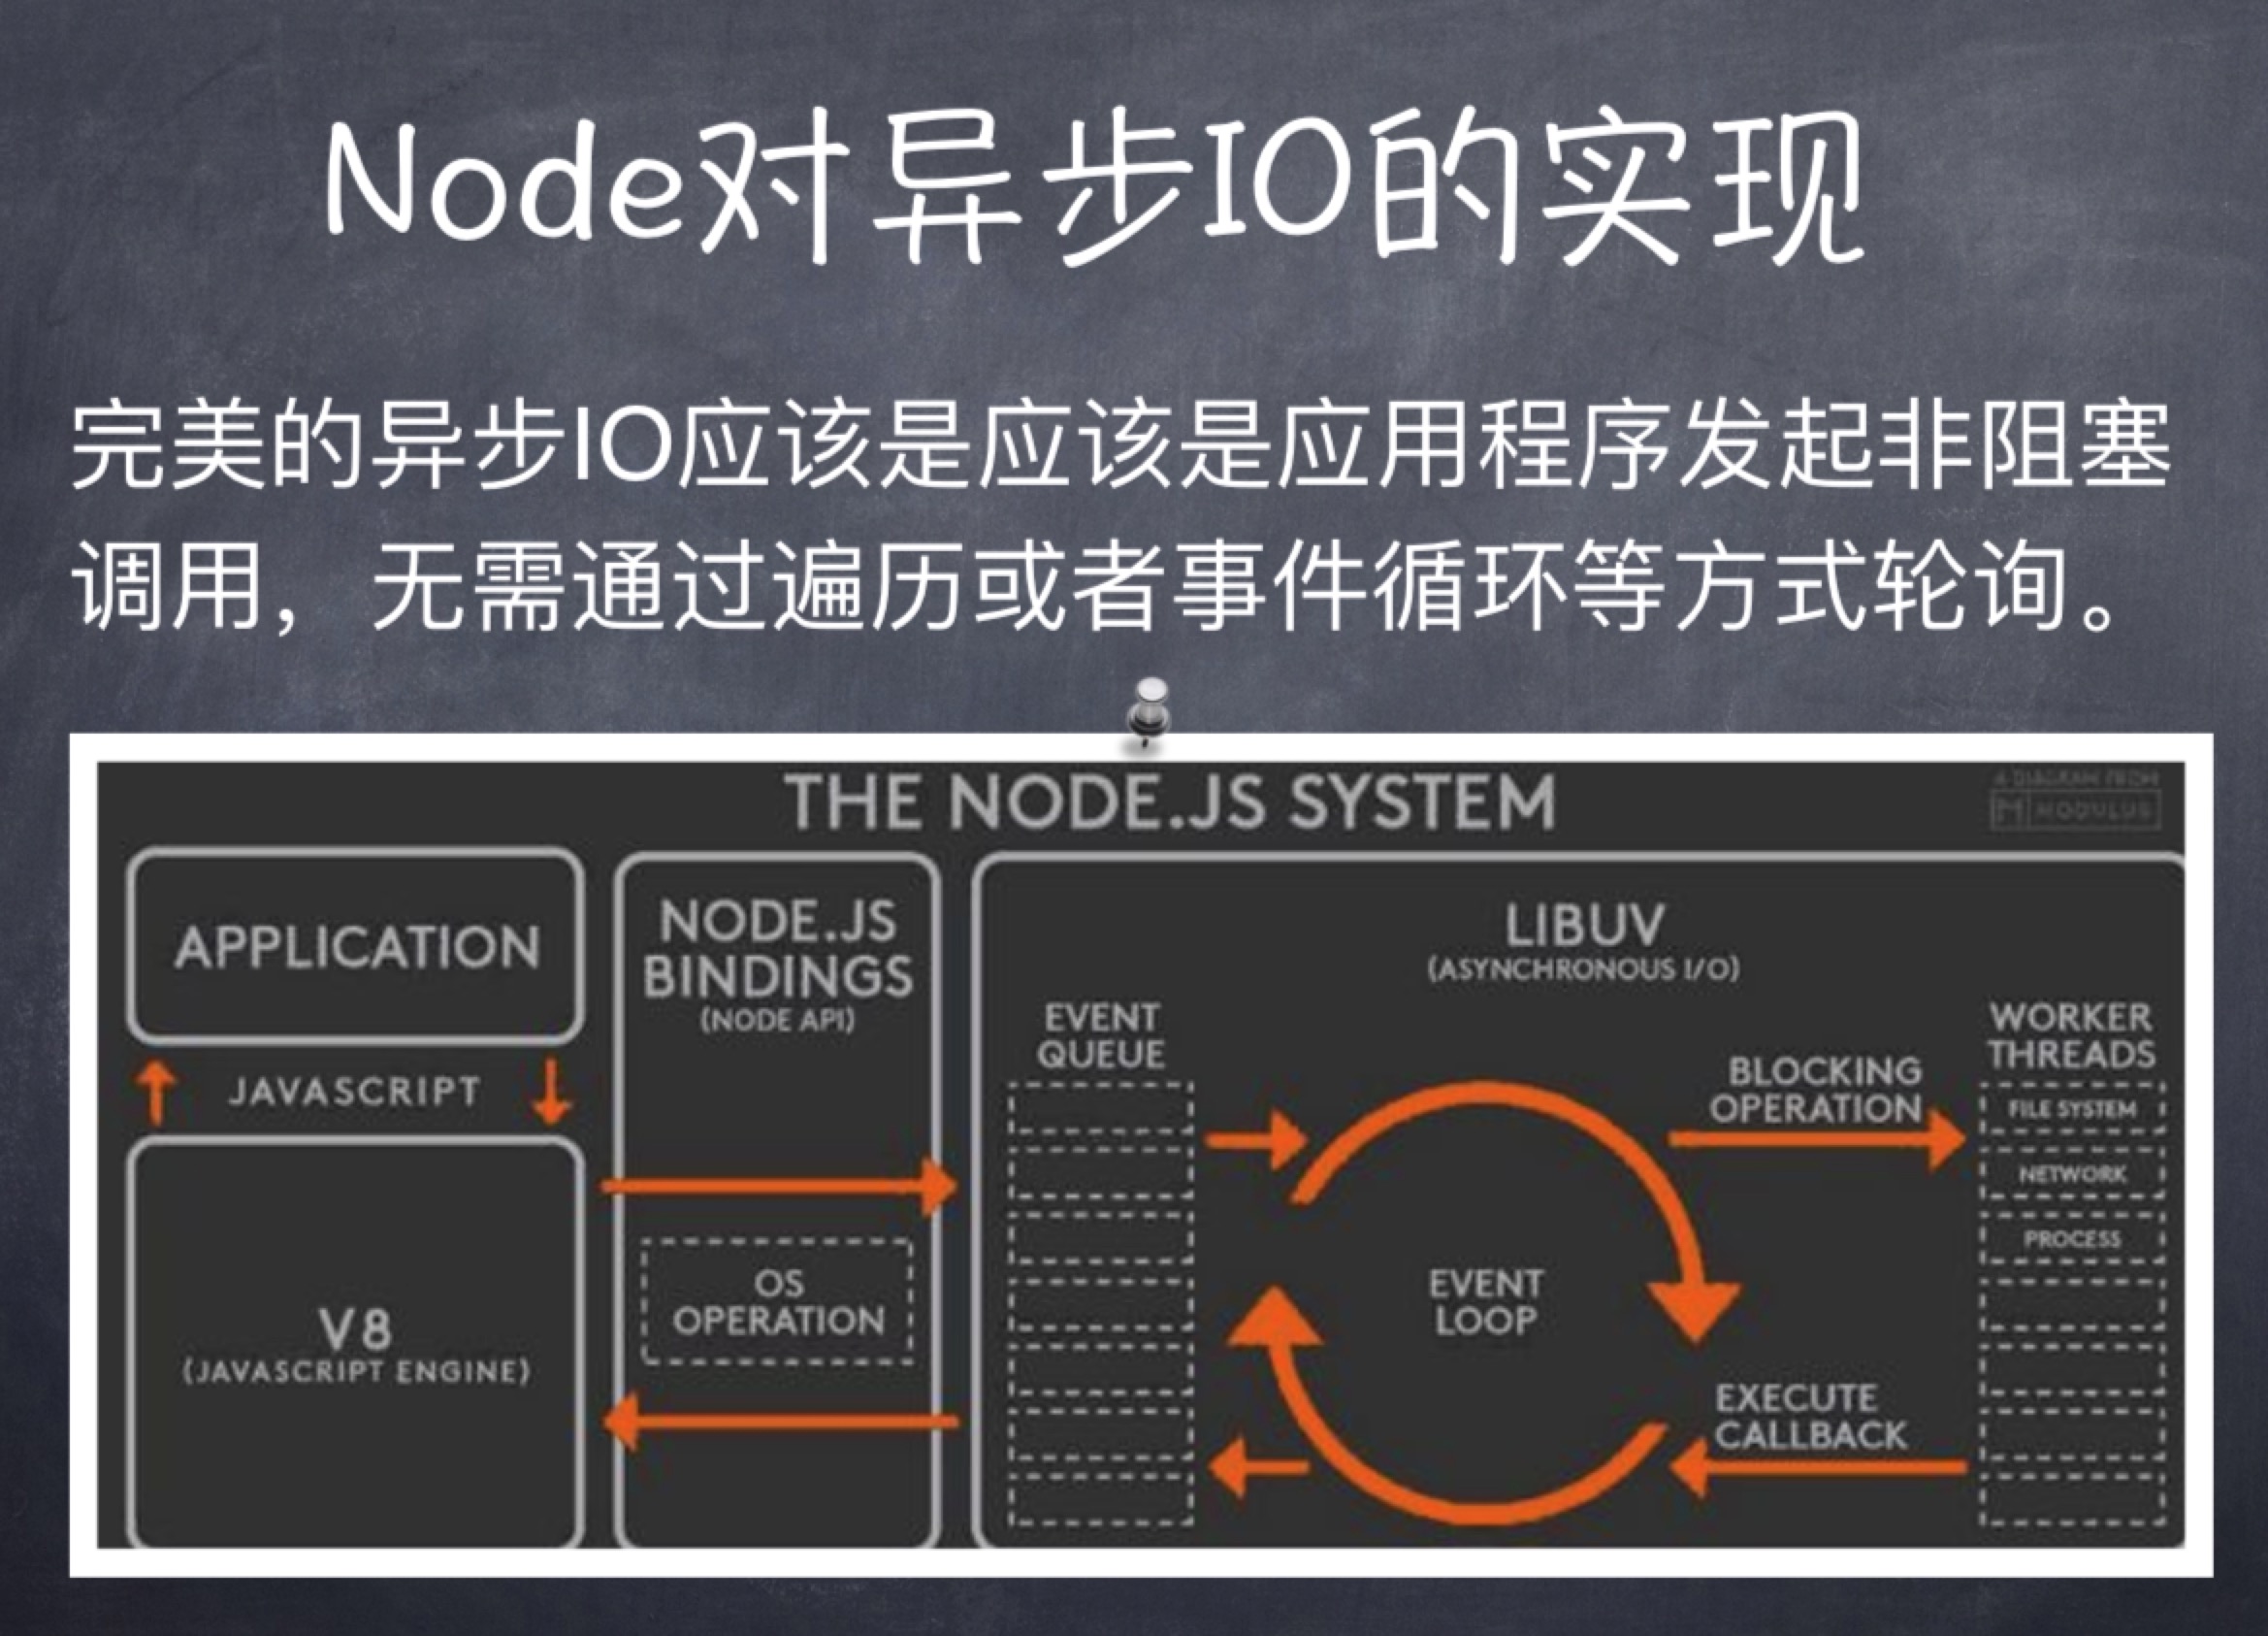 Node对异步IO的实现
完美的异步IO应该是应该是应用程序发起非阻塞
调用，无需通过遍历或者事件循环等方式轮询。
THE NODE.JS SYSTEM
A DIAGRAM FROM
MODULUS
APPLICATION
JAVASCRIPT
V8
(JAVASCRIPT ENGINE)
NODE.JS
BINDINGS
(NODE API)
OS
OPERATION
LIBUV
(ASYNCHRONOUS I/O)
EVENT
QUEUE
EVENT
LOOP
BLOCKING
OPERATION
EXECUTE
CALLBACK
WORKER
THREADS
FILE SYSTEM
NETWORK
PROCESS